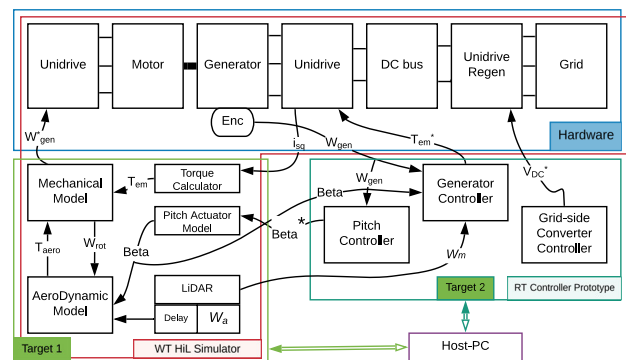 Unidrive
Motor
Generator
Unidrive
DC bus
Unidrive
Regen
Grid
Enc
W*gen
isq
Wgen
Tem*
VDC*
Hardware
Mechanical
Model
Tem
Torque
Calculator
Wgen
Beta
Generator
Controller
Pitch Actuator
Model
Beta
*
Pitch
Controller
Grid-side
Converter
Controller
Taero
Wrot
Beta
Wm
AeroDynamic
Model
LiDAR
Delay
Wa
Target 2
RT Controller Prototype
Target 1
WT HiL Simulator
Host-PC